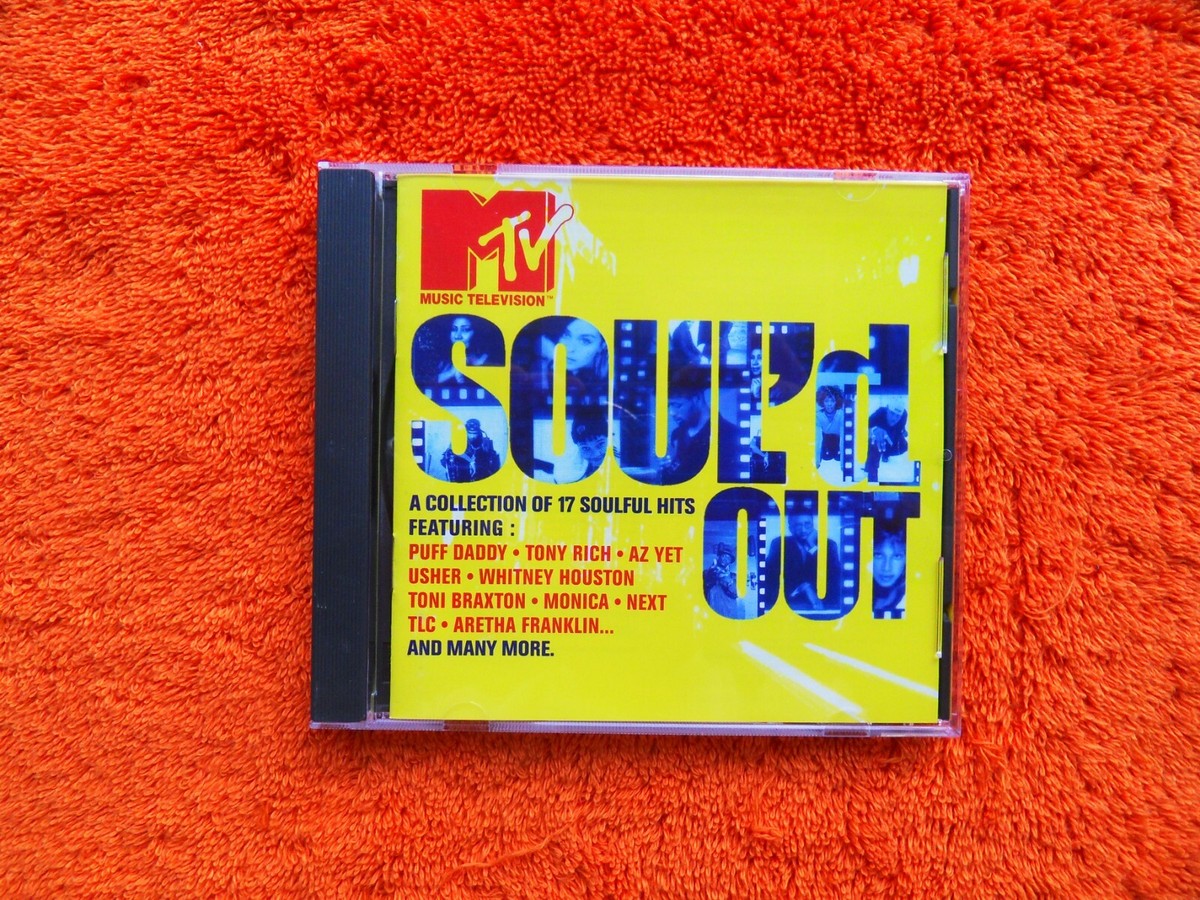 MTV
MUSIC TELEVISION™
SOUL'd
OUT
A COLLECTION OF 17 SOULFUL HITS
FEATURING :
PUFF DADDY • TONY RICH • AZ YET
USHER • WHITNEY HOUSTON
TONI BRAXTON • MONICA • NEXT
TLC • ARETHA FRANKLIN...
AND MANY MORE.